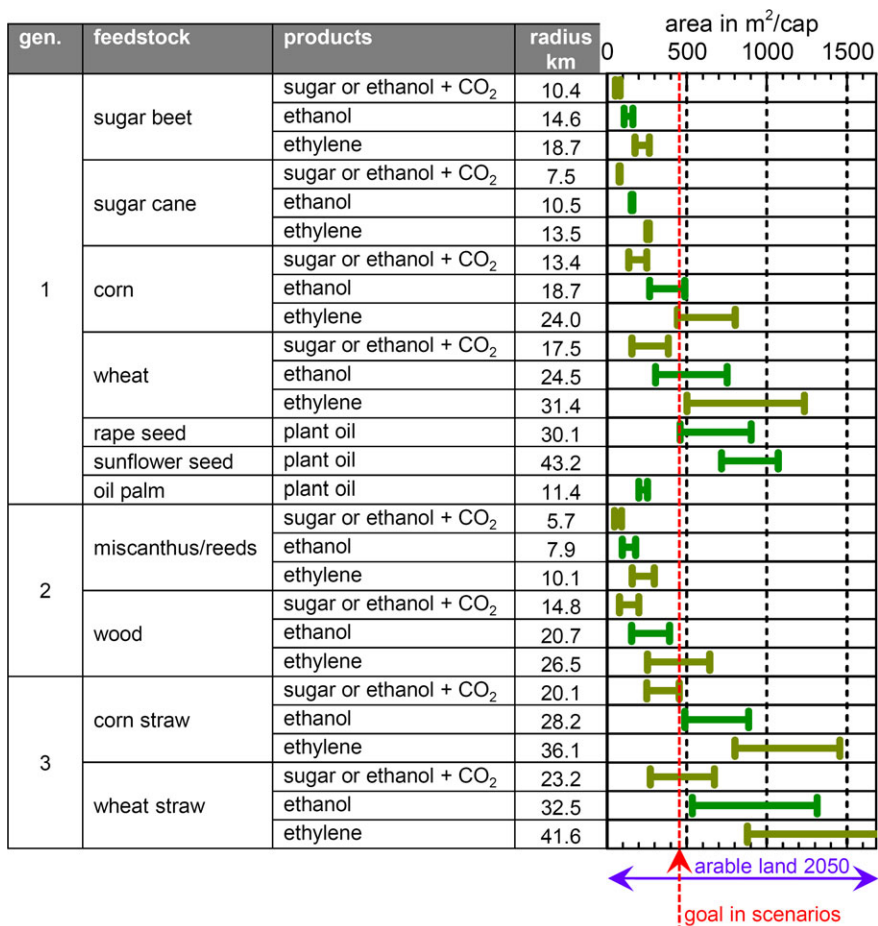 area in m²/cap
gen. feedstock products radius km 0 500 1000 1500
sugar or ethanol + CO₂ 10.4
sugar beet ethanol 14.6
ethylene 18.7
sugar or ethanol + CO₂ 7.5
sugar cane ethanol 10.5
ethylene 13.5
sugar or ethanol + CO₂ 13.4
1 corn ethanol 18.7
ethylene 24.0
sugar or ethanol + CO₂ 17.5
wheat ethanol 24.5
ethylene 31.4
rape seed plant oil 30.1
sunflower seed plant oil 43.2
oil palm plant oil 11.4
sugar or ethanol + CO₂ 5.7
miscanthus/reeds ethanol 7.9
ethylene 10.1
2
sugar or ethanol + CO₂ 14.8
wood ethanol 20.7
ethylene 26.5
sugar or ethanol + CO₂ 20.1
corn straw ethanol 28.2
ethylene 36.1
3
sugar or ethanol + CO₂ 23.2
wheat straw ethanol 32.5
ethylene 41.6
arable land 2050
goal in scenarios